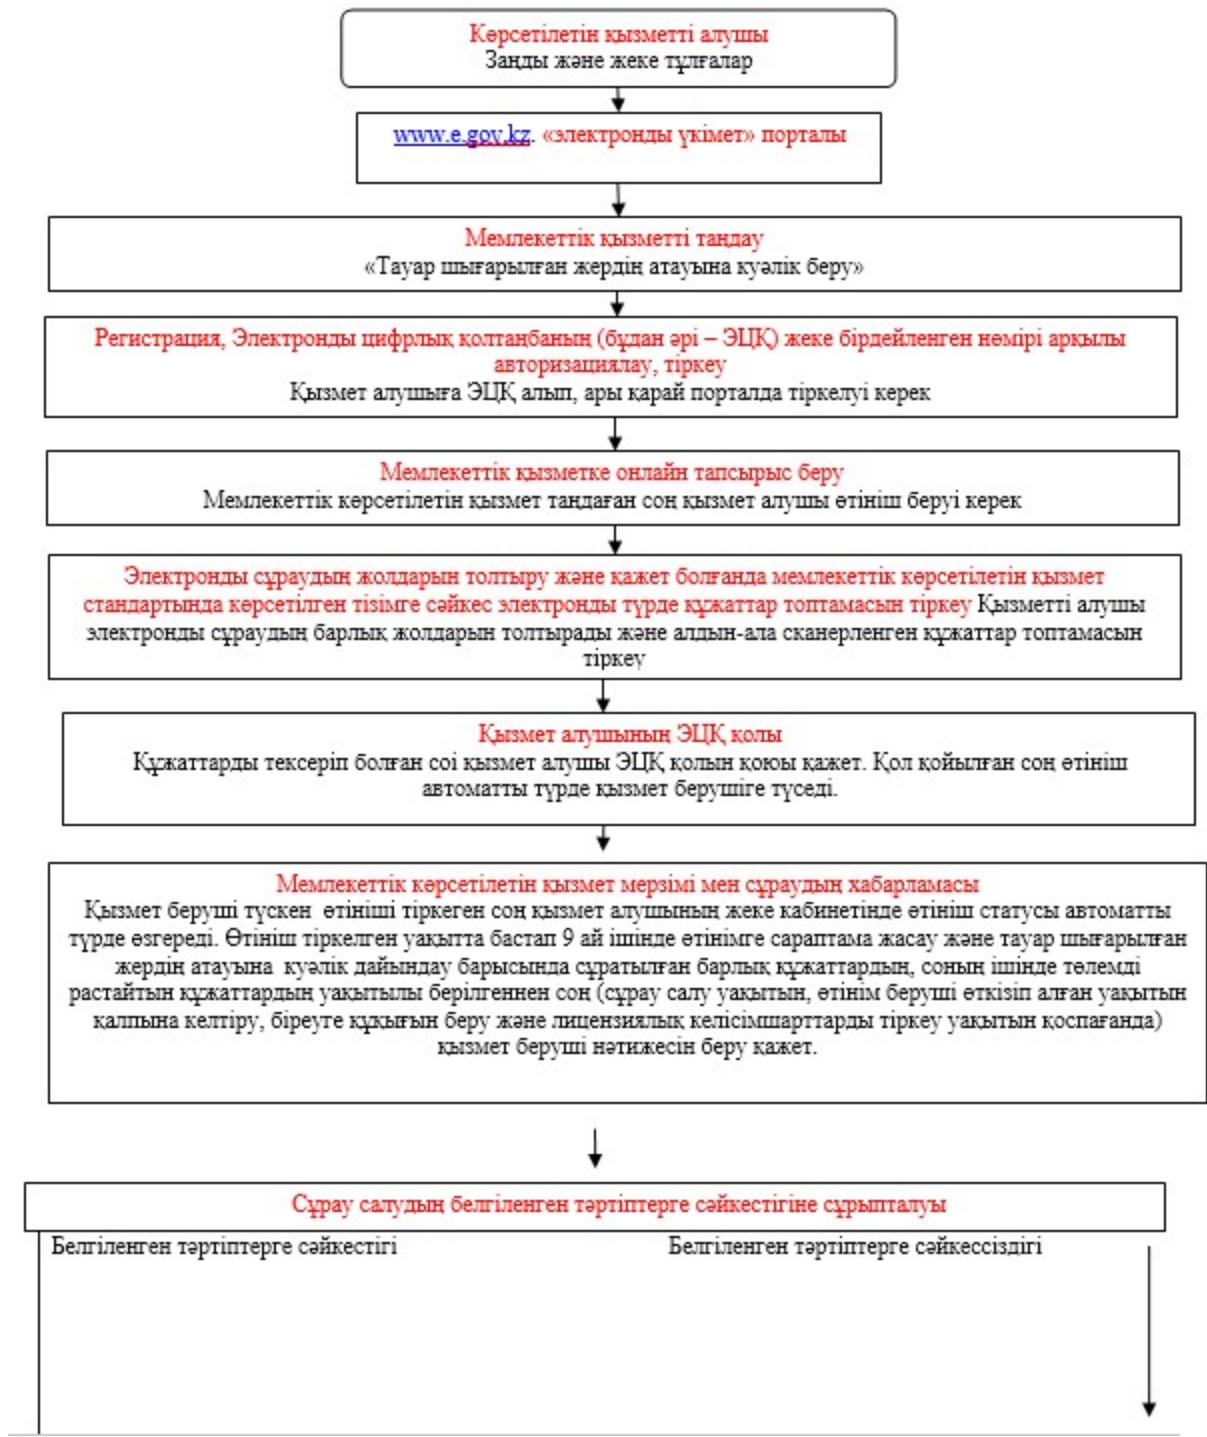 Көрсетілетін қызметті алушы
Заңды және жеке тұлғалар
www.e.gov.kz. «электронды үкімет» порталы
Мемлекеттік қызметті таңдау
«Тауар шығарылған жердің атауына куәлік беру»
Регистрация, Электронды цифрлық қолтаңбаның (бұдан әрі – ЭЦҚ) жеке бірдейленген нөмірі арқылы
авторизациялау, тіркеу
Қызмет алушыға ЭЦҚ алып, ары қарай порталда тіркелуі керек
Мемлекеттік қызметке онлайн тапсырыс беру
Мемлекеттік көрсетілетін қызмет таңдаған соң қызмет алушы өтініш беруі керек
Электронды сұраудың жолдарын толтыру және қажет болғанда мемлекеттік көрсетілетін қызмет
стандартында көрсетілген тізімге сәйкес электронды түрде құжаттар топтамасын тіркеу Қызметті алушы
электронды сұраудың барлық жолдарын толтырады және алдын-ала сканерленген құжаттар топтамасын
тіркеу
Қызмет алушының ЭЦҚ қолы
Құжаттарды тексеріп болған соі қызмет алушы ЭЦҚ қолын қоюы қажет. Қол қойылған соң өтініш
автоматты түрде қызмет берушіге түседі.
Мемлекеттік көрсетілетін қызмет мерзімі мен сұраудың хабарламасы
Қызмет беруші түскен өтініші тіркеген соң қызмет алушының жеке кабинетінде өтініш статусы автоматты
түрде өзгереді. Өтініш тіркелген уақытта бастап 9 ай ішінде өтінімге сараптама жасау және тауар шығарылған
жердің атауына куәлік дайындау барысында сұратылған барлық құжаттардың, соның ішінде төлемді
растайтын құжаттардың уақытылы берілгеннен соң (сұрау салу уақытын, өтінім беруші өткізіп алған уақытын
қалпына келтіру, біреуге құқығын беру және лицензиялық келісімшарттарды тіркеу уақытын қоспағанда)
қызмет беруші нәтижесін беру қажет.
Сұрау салудың белгіленген тәртіптерге сәйкестігіне сұрыпталуы
Белгіленген тәртіптерге сәйкестігі
Белгіленген тәртіптерге сәйкессіздігі